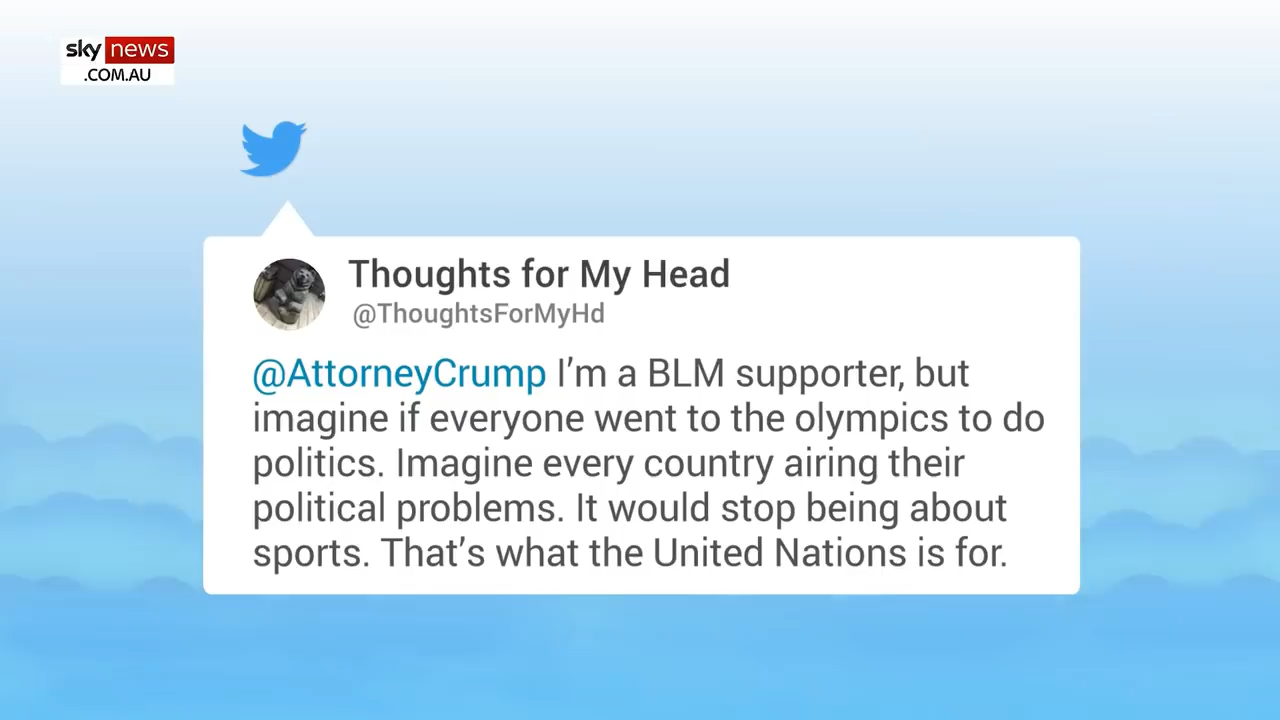 sky news
.COM.AU
Thoughts for My Head
@ThoughtsForMyHd
@AttorneyCrump I'm a BLM supporter, but
imagine if everyone went to the olympics to do
politics. Imagine every country airing their
political problems. It would stop being about
sports. That's what the United Nations is for.